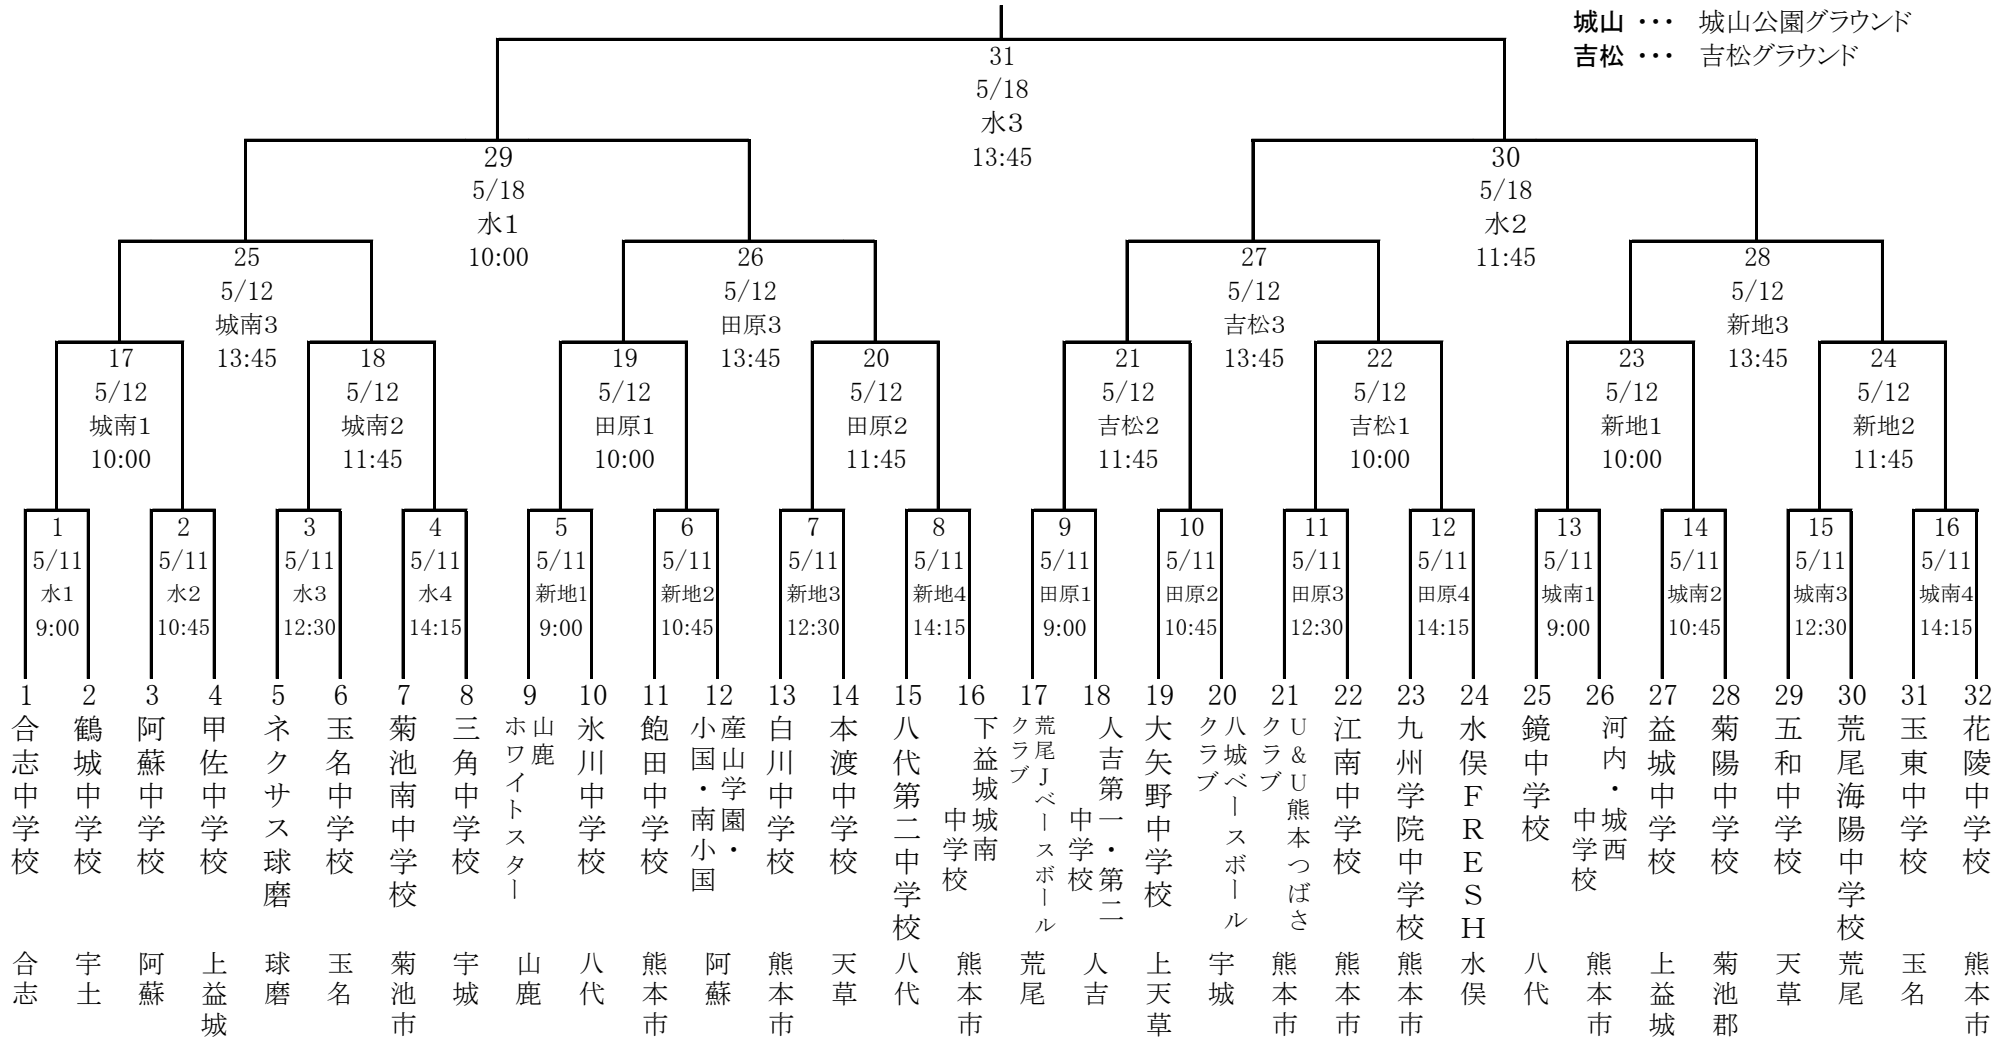 城山 ・・・ 城山公園グラウンド
吉松 ・・・ 吉松グラウンド
31
5/18
水3
13:45
29
5/18
水1
10:00
30
5/18
水2
11:45
25
5/12
城南3
13:45
26
5/12
田原3
13:45
27
5/12
吉松3
13:45
28
5/12
新地3
13:45
17
5/12
城南1
10:00
18
5/12
城南2
11:45
19
5/12
田原1
10:00
20
5/12
田原2
11:45
21
5/12
吉松2
11:45
22
5/12
吉松1
10:00
23
5/12
新地1
10:00
24
5/12
新地2
11:45
1
5/11
水1
9:00
2
5/11
水2
10:45
3
5/11
水3
12:30
4
5/11
水4
14:15
5
5/11
新地1
9:00
6
5/11
新地2
10:45
7
5/11
新地3
12:30
8
5/11
新地4
14:15
9
5/11
田原1
9:00
10
5/11
田原2
10:45
11
5/11
田原3
12:30
12
5/11
田原4
14:15
13
5/11
城南1
9:00
14
5/11
城南2
10:45
15
5/11
城南3
12:30
16
5/11
城南4
14:15
1
合志中学校
合志
2
鶴城中学校
宇土
3
阿蘇中学校
阿蘇
4
甲佐中学校
上益城
5
ネクサス球磨
球磨
6
玉名中学校
玉名
7
菊池南中学校
菊池市
8
三角中学校
宇城
9
山鹿
ホワイトスター
山鹿
10
氷川中学校
八代
11
飽田中学校
熊本市
12
産山学園・
小国・南小国
阿蘇
13
白川中学校
熊本市
14
本渡中学校
天草
15
八代第二中学校
八代
16
下益城城南
中学校
熊本市
17
荒尾Jベースボール
クラブ
荒尾
18
人吉第一・第二
中学校
人吉
19
大矢野中学校
上天草
20
八城ベースボール
クラブ
宇城
21
U&U熊本つばさ
クラブ
熊本市
22
江南中学校
熊本市
23
九州学院中学校
熊本市
24
水俣FRESH
水俣
25
鏡中学校
八代
26
河内・城西
中学校
熊本市
27
益城中学校
上益城
28
菊陽中学校
菊池郡
29
五和中学校
天草
30
荒尾海陽中学校
荒尾
31
玉東中学校
玉名
32
花陵中学校
熊本市